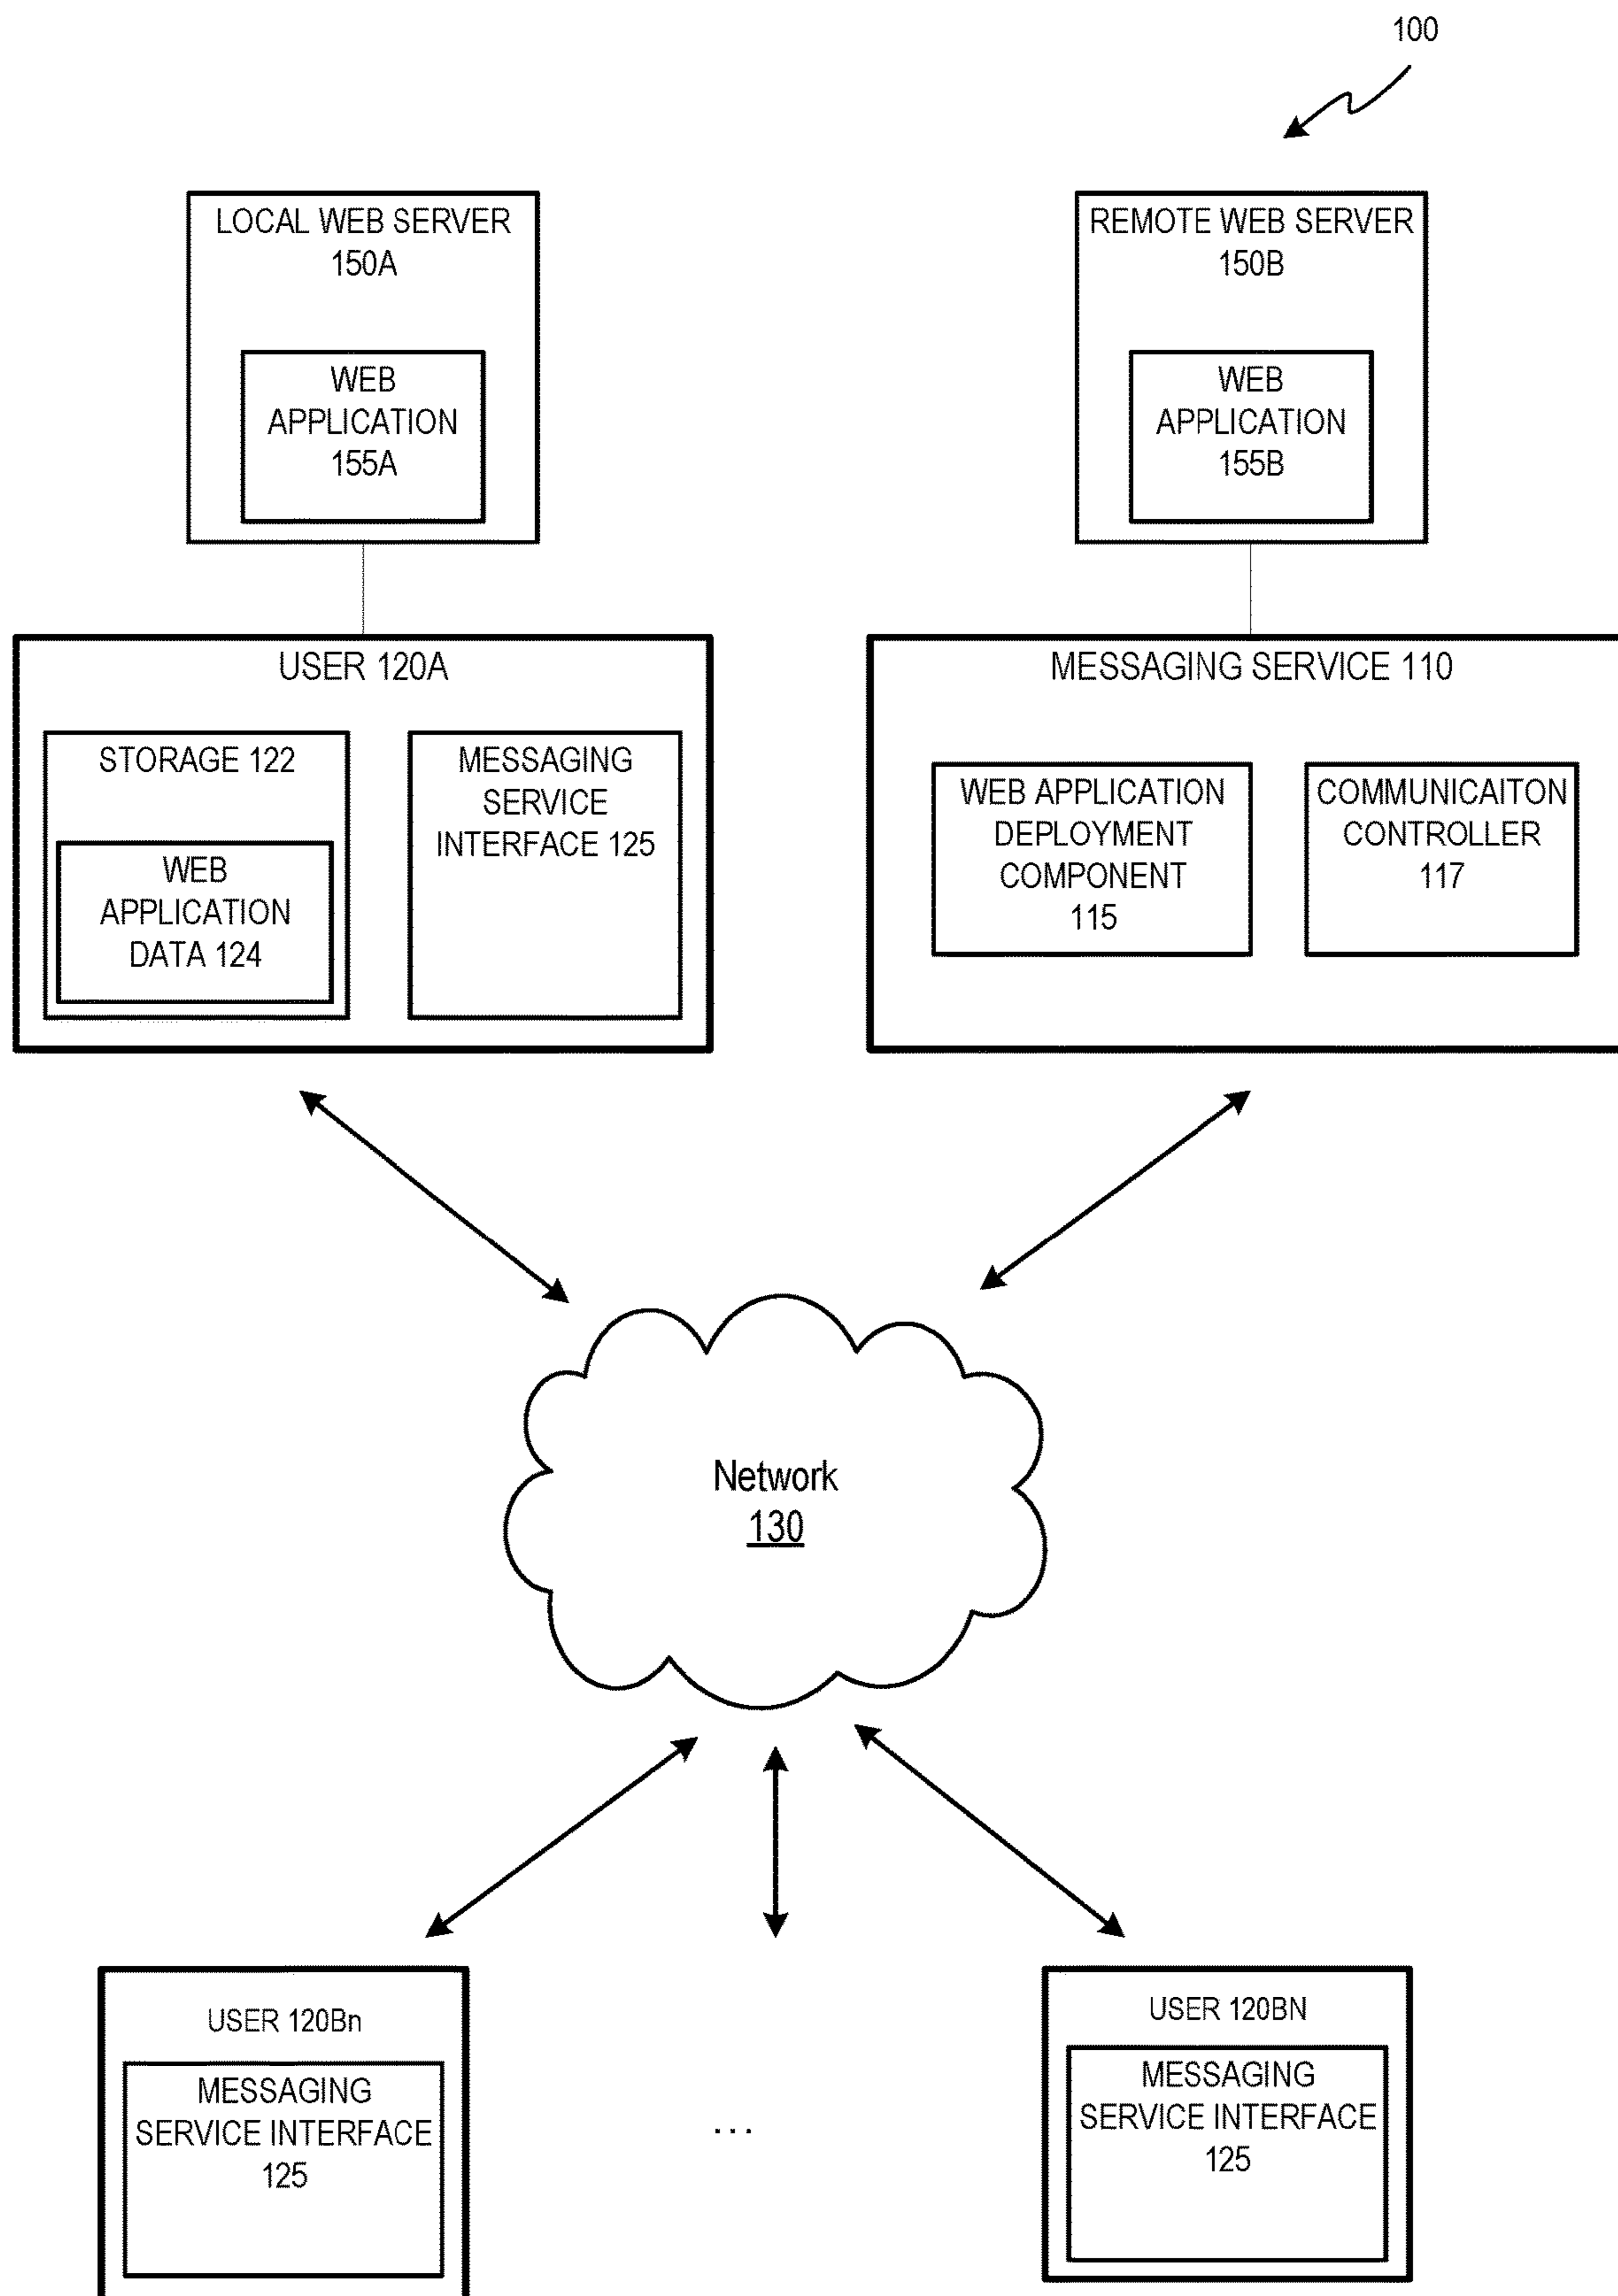 100
LOCAL WEB SERVER
150A
WEB
APPLICATION
155A
REMOTE WEB SERVER
150B
WEB
APPLICATION
155B
USER 120A
STORAGE 122
WEB
APPLICATION
DATA 124
MESSAGING
SERVICE
INTERFACE 125
MESSAGING SERVICE 110
WEB APPLICATION
DEPLOYMENT
COMPONENT
115
COMMUNICAITON
CONTROLLER
117
Network
130
USER 120Bn
MESSAGING
SERVICE INTERFACE
125
...
USER 120BN
MESSAGING
SERVICE INTERFACE
125